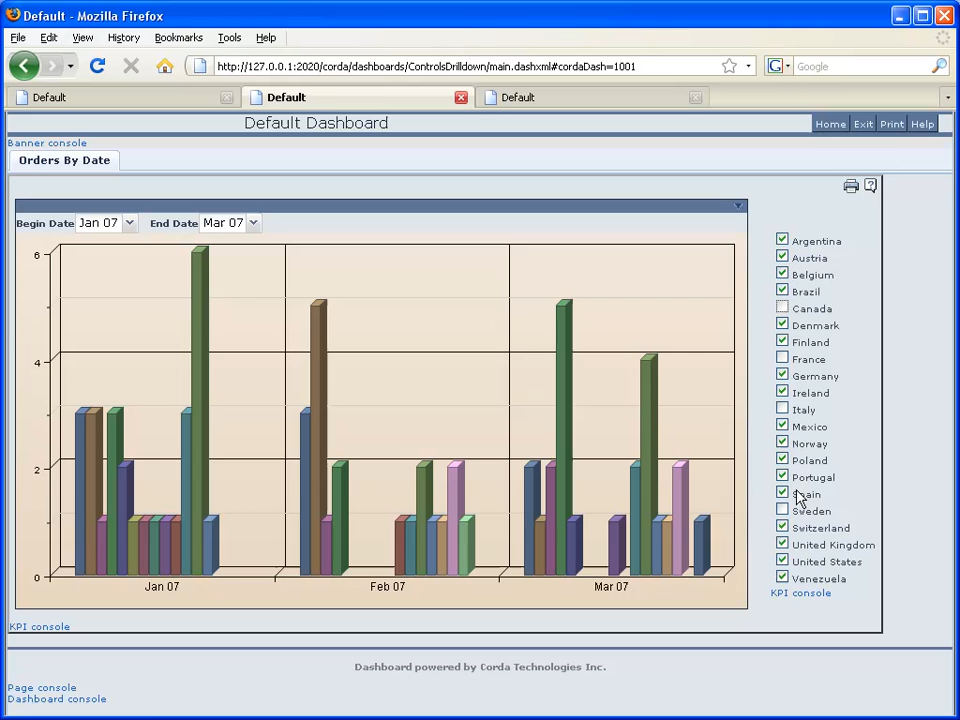 Default - Mozilla Firefox
File Edit View History Bookmarks Tools Help
http://127.0.0.1:2020/corda/dashboards/ControlsDrilldown/main.dashxml#cordaDash=1001
G Google
Default Default Default
Default Dashboard
Home Exit Print Help
Banner console
Orders By Date
Begin Date Jan 07 End Date Mar 07
6
4
2
0
Jan 07 Feb 07 Mar 07
Argentina
Austria
Belgium
Brazil
Canada
Denmark
Finland
France
Germany
Ireland
Italy
Mexico
Norway
Poland
Portugal
Spain
Sweden
Switzerland
United Kingdom
United States
Venezuela
KPI console
KPI console
Dashboard powered by Corda Technologies Inc.
Page console
Dashboard console